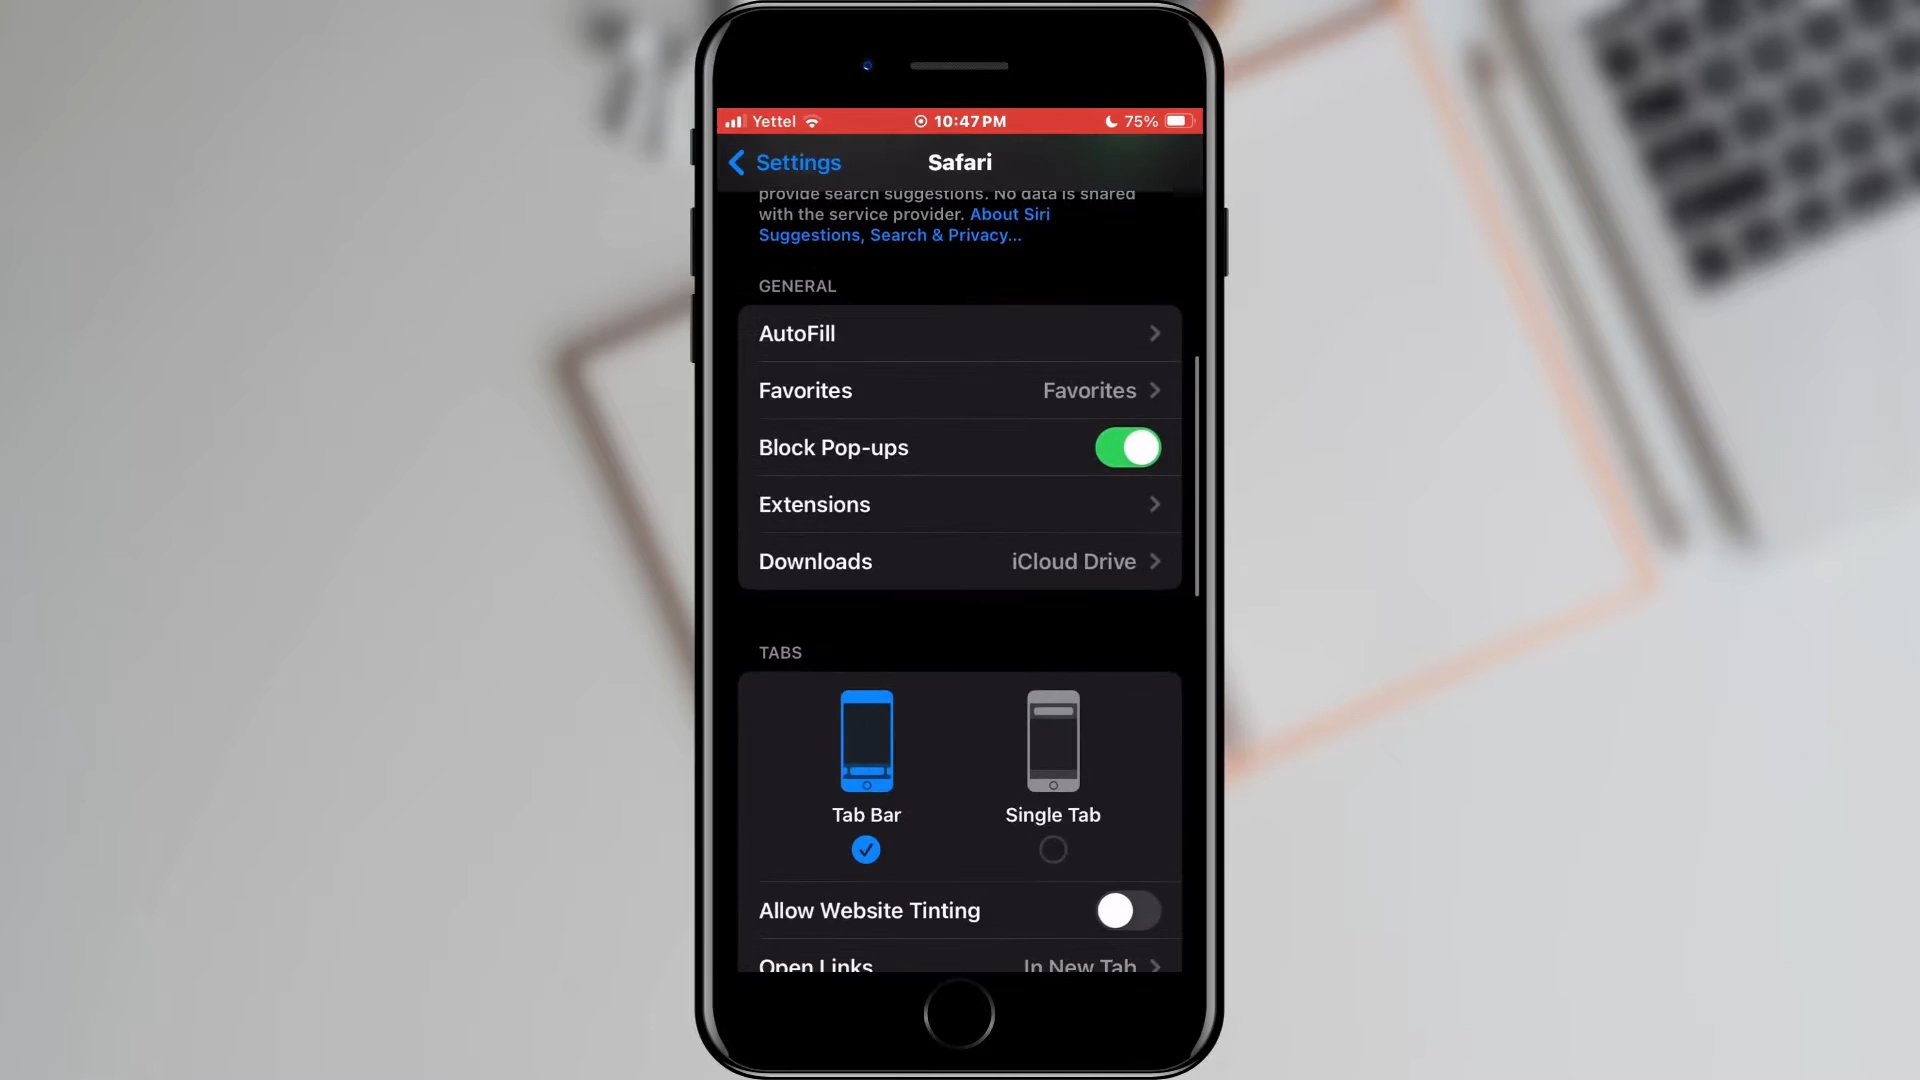 Yettel 10:47 PM 75%
Settings Safari
provide search suggestions. No data is shared
with the service provider. About Siri
Suggestions, Search & Privacy...
GENERAL
AutoFill
Favorites Favorites
Block Pop-ups
Extensions
Downloads iCloud Drive
TABS
Tab Bar Single Tab
Allow Website Tinting
Open Links In New Tab